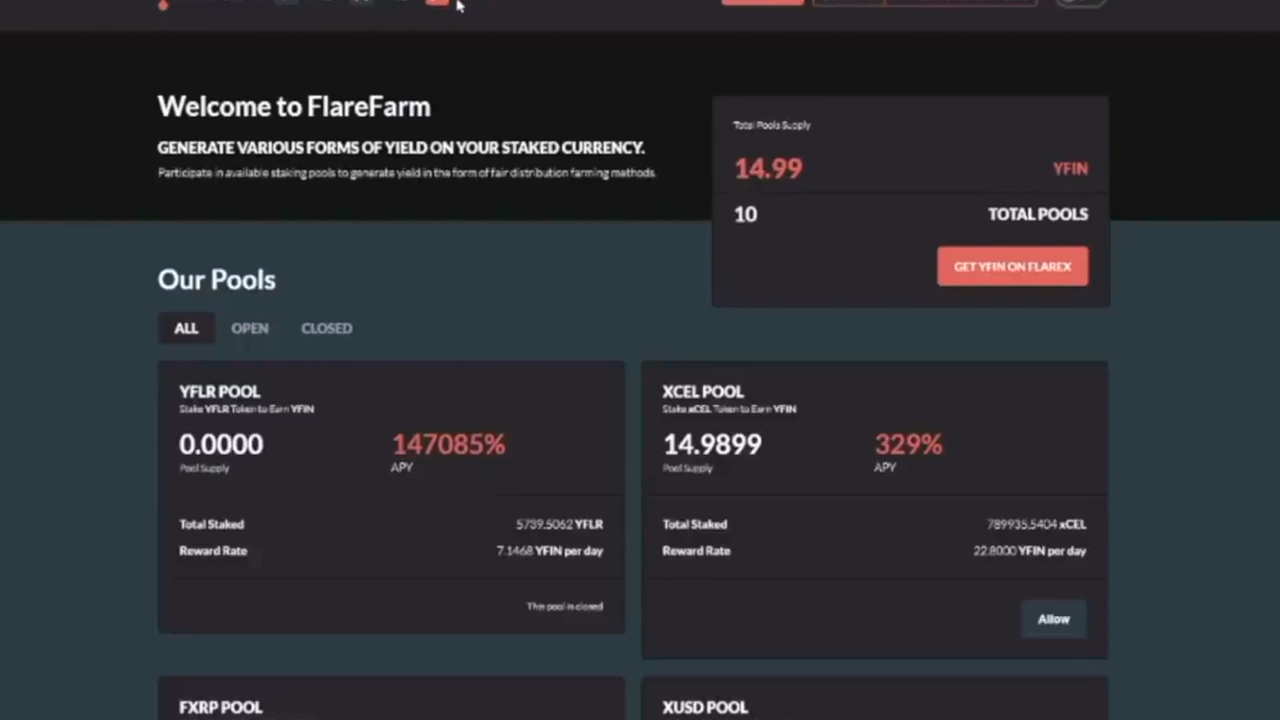 Welcome to FlareFarm
GENERATE VARIOUS FORMS OF YIELD ON YOUR STAKED CURRENCY.
Participate in available staking pools to generate yield in the form of fair distribution farming methods.
Total Pools Supply
14.99 YFIN
10 TOTAL POOLS
GET YFIN ON FLAREX
Our Pools
ALL OPEN CLOSED
YFLR POOL
Stake YFLR Token to Earn YFIN
0.0000 147085%
Pool Supply APY
Total Staked 5739.5062 YFLR
Reward Rate 7.1468 YFIN per day
This pool is closed
XCEL POOL
Stake xCEL Token to Earn YFIN
14.9899 329%
Pool Supply APY
Total Staked 789935.5404 xCEL
Reward Rate 22.8000 YFIN per day
Allow
FXRP POOL
XUSD POOL